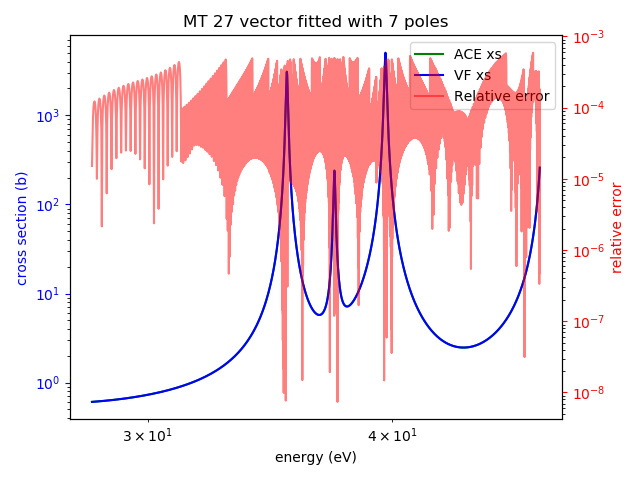 MT 27 vector fitted with 7 poles
ACE xs
VF xs
Relative error
cross section (b)
10³
10²
10¹
10⁰
relative error
10⁻³
10⁻⁴
10⁻⁵
10⁻⁶
10⁻⁷
10⁻⁸
3 × 10¹
4 × 10¹
energy (eV)